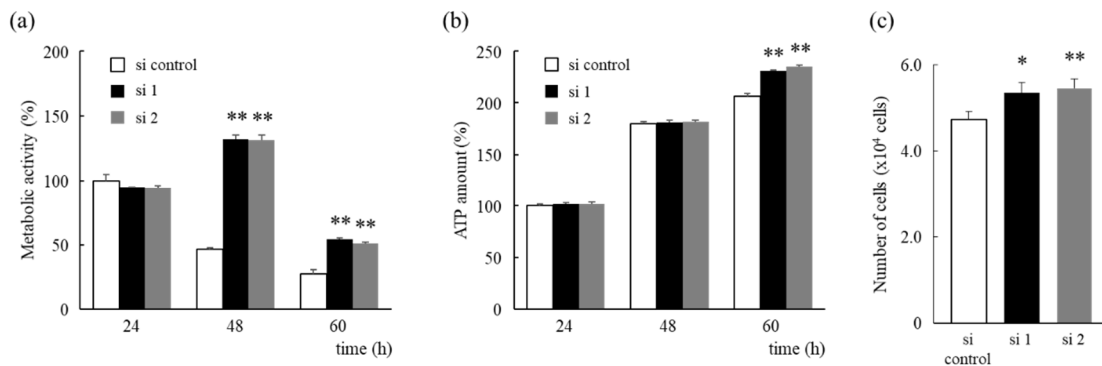 (a)
Metabolic activity (%)
200
150
100
50
0
si control
si 1
si 2
** **
** **
24 48 60
time (h)
(b)
ATP amount (%)
250
200
150
100
50
0
si control
si 1
si 2
** **
24 48 60
time (h)
(c)
Number of cells (x10⁴ cells)
6.0
4.0
2.0
0
* **
si control
si 1
si 2